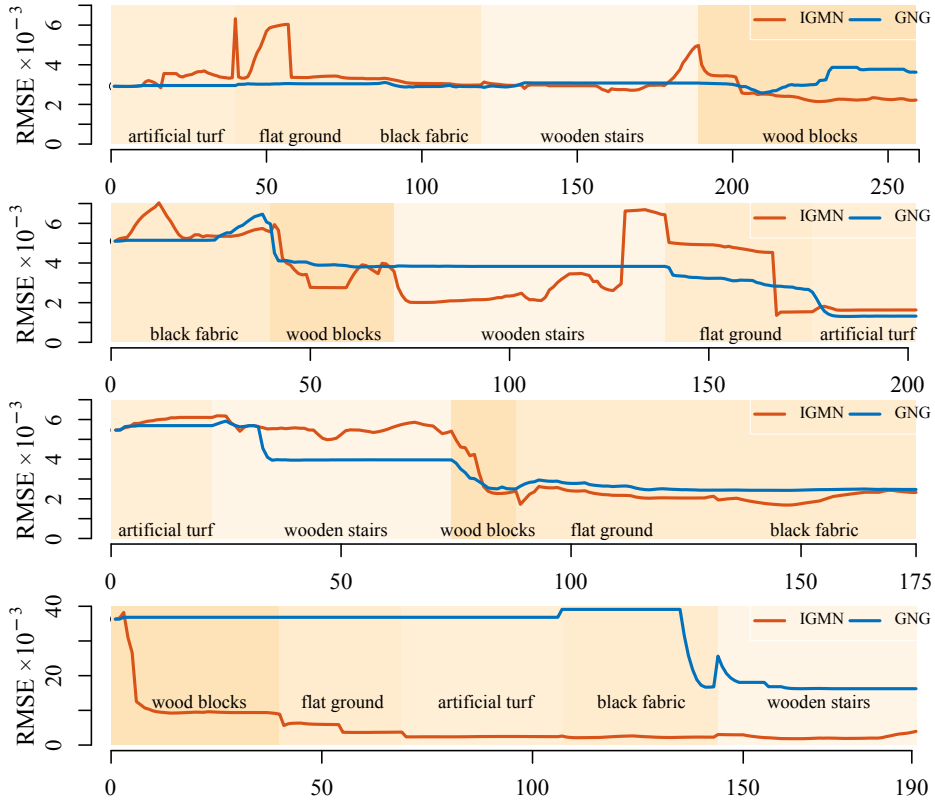 RMSE ×10⁻³
0 2 4 6
IGMN GNG
artificial turf flat ground black fabric wooden stairs wood blocks
0 50 100 150 200 250
RMSE ×10⁻³
0 2 4 6
IGMN GNG
black fabric wood blocks wooden stairs flat ground artificial turf
0 50 100 150 200
RMSE ×10⁻³
0 2 4 6
IGMN GNG
artificial turf wooden stairs wood blocks flat ground black fabric
0 50 100 150 175
RMSE ×10⁻³
0 20 40
IGMN GNG
wood blocks flat ground artificial turf black fabric wooden stairs
0 50 100 150 190